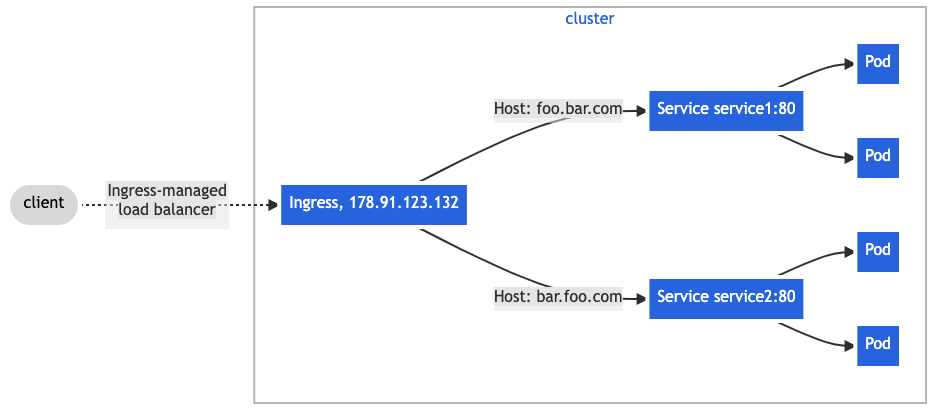 cluster
client
Ingress-managed
load balancer
Ingress, 178.91.123.132
Host: foo.bar.com
Service service1:80
Pod
Pod
Host: bar.foo.com
Service service2:80
Pod
Pod